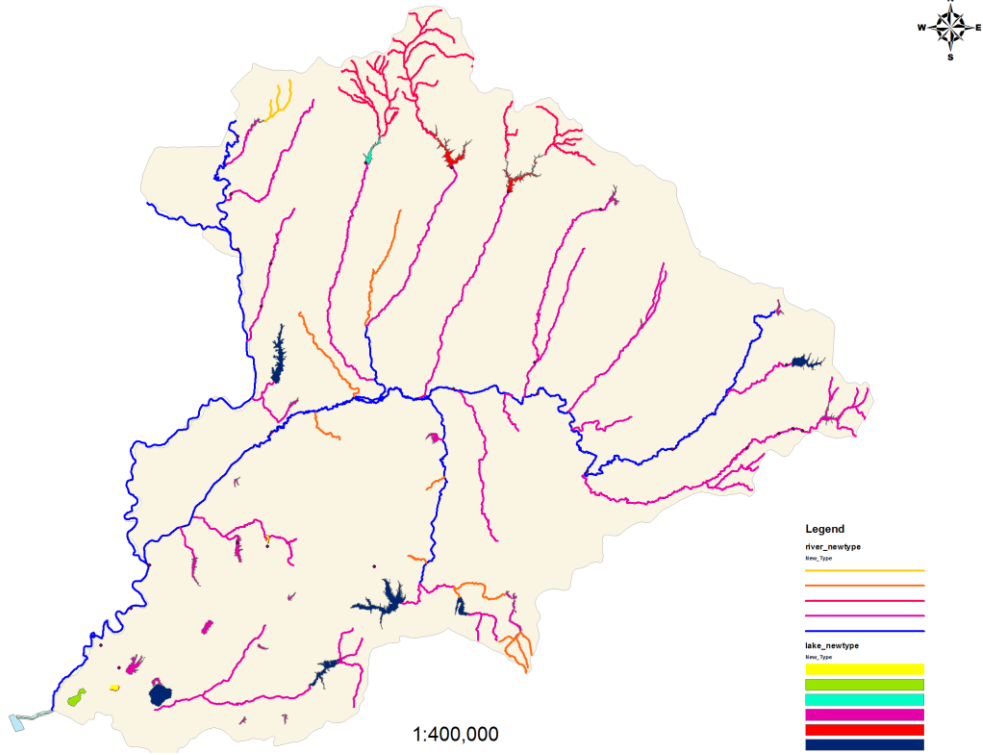 N
W E
S
Legend
river_newtype
New_Type
lake_newtype
New_Type
1:400,000